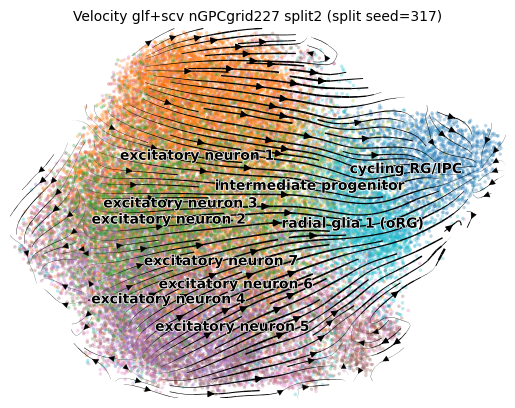 Velocity glf+scv nGPCgrid227 split2 (split seed=317)
excitatory neuron 1
cycling RG/IPC
intermediate progenitor
excitatory neuron 3
excitatory neuron 2
radial glia 1 (oRG)
excitatory neuron 7
excitatory neuron 6
excitatory neuron 4
excitatory neuron 5